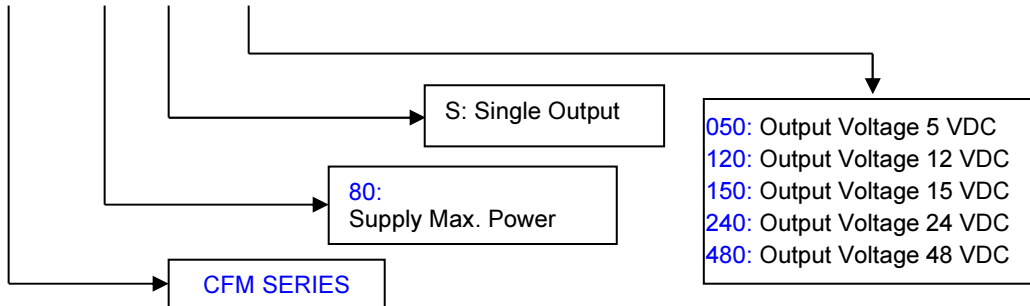 S: Single Output
050: Output Voltage 5 VDC
120: Output Voltage 12 VDC
150: Output Voltage 15 VDC
240: Output Voltage 24 VDC
480: Output Voltage 48 VDC
80:
Supply Max. Power
CFM SERIES